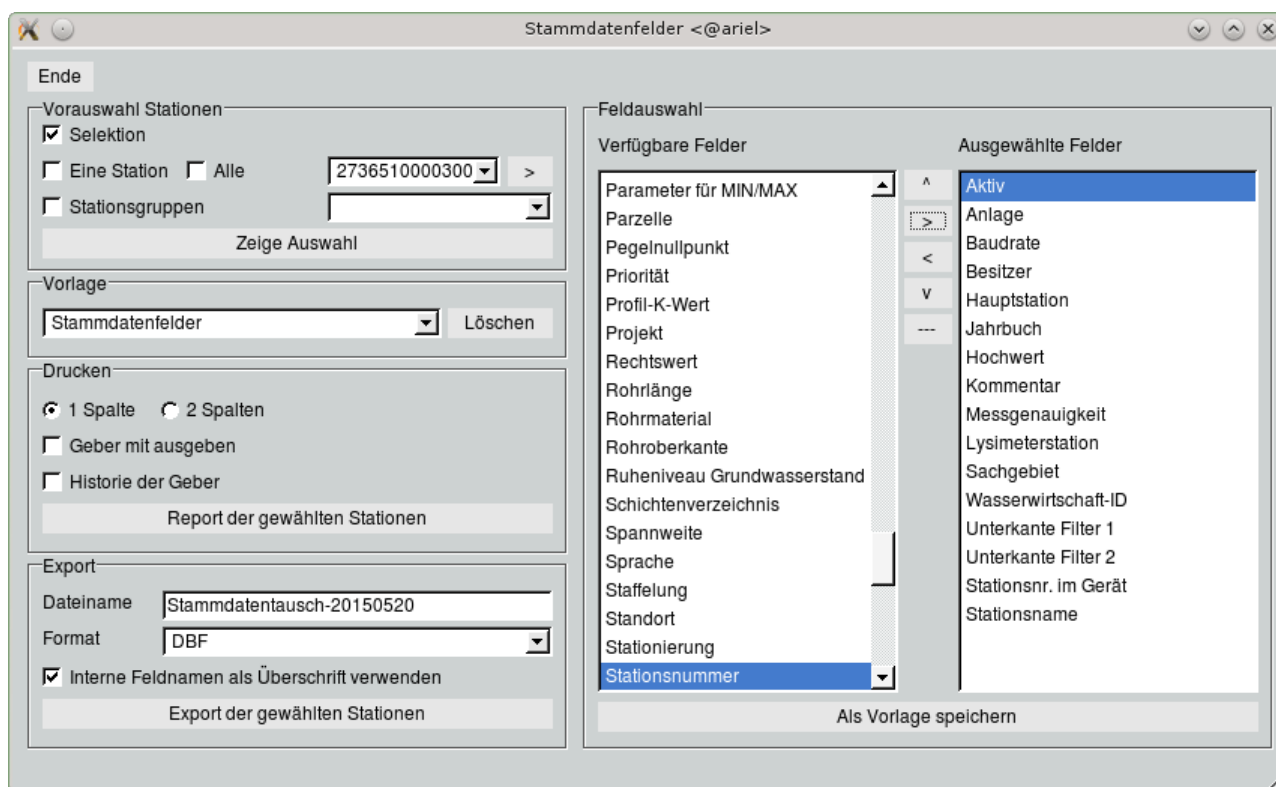 Stammdatenfelder <@ariel>
Ende
Vorauswahl Stationen
Selektion
Eine Station Alle 2736510000300 >
Stationsgruppen
Zeige Auswahl
Vorlage
Stammdatenfelder Löschen
Drucken
1 Spalte 2 Spalten
Geber mit ausgeben
Historie der Geber
Report der gewählten Stationen
Export
Dateiname Stammdatentausch-20150520
Format DBF
Interne Feldnamen als Überschrift verwenden
Export der gewählten Stationen
Feldauswahl
Verfügbare Felder
Parameter für MIN/MAX
Parzelle
Pegelnullpunkt
Priorität
Profil-K-Wert
Projekt
Rechtswert
Rohrlänge
Rohrmaterial
Rohroberkante
Ruheniveau Grundwasserstand
Schichtenverzeichnis
Spannweite
Sprache
Staffelung
Standort
Stationierung
Stationsnummer
^
>
<
v
---
Ausgewählte Felder
Aktiv
Anlage
Baudrate
Besitzer
Hauptstation
Jahrbuch
Hochwert
Kommentar
Messgenauigkeit
Lysimeterstation
Sachgebiet
Wasserwirtschaft-ID
Unterkante Filter 1
Unterkante Filter 2
Stationsnr. im Gerät
Stationsname
Als Vorlage speichern